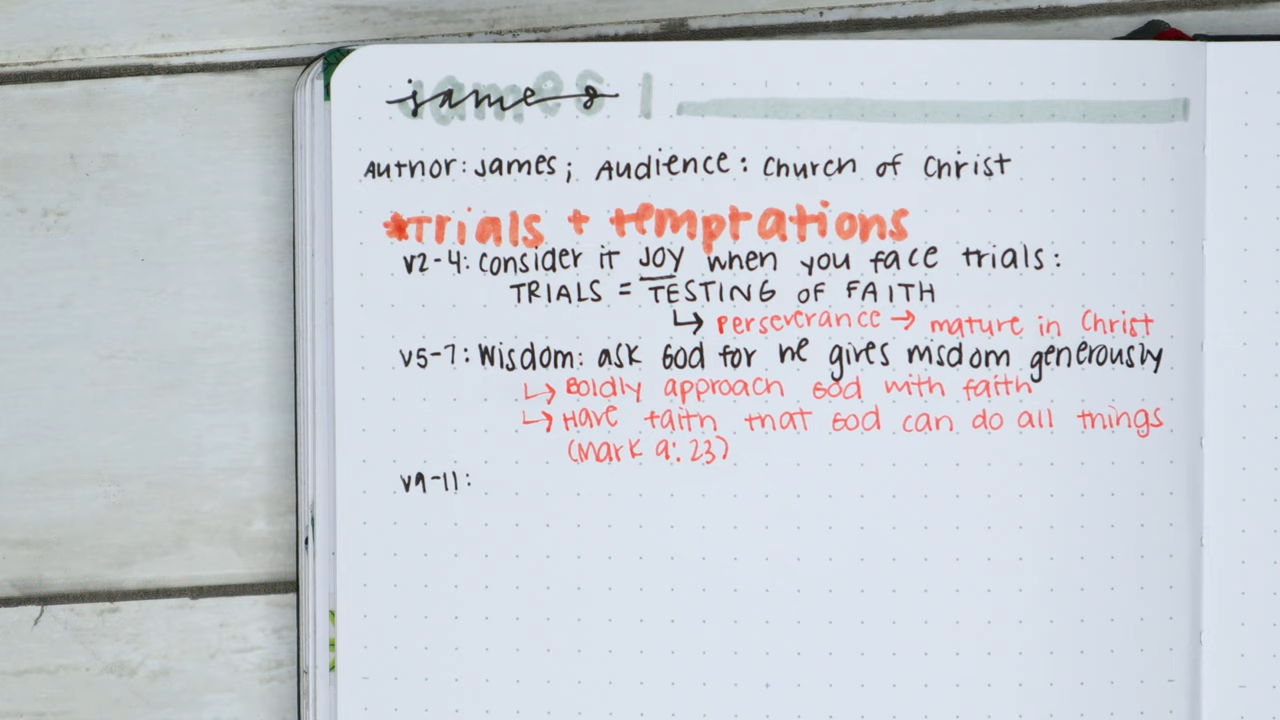 james 1
Author: James; Audience: Church of Christ
*Trials + temptations
v2-4: Consider it JOY when you face trials:
TRIALS = TESTING OF FAITH
↳ perseverance → mature in Christ
v5-7: Wisdom: ask God for he gives wisdom generously
↳ Boldly approach God with faith
↳ Have faith that God can do all things
(Mark 9:23)
v9-11: